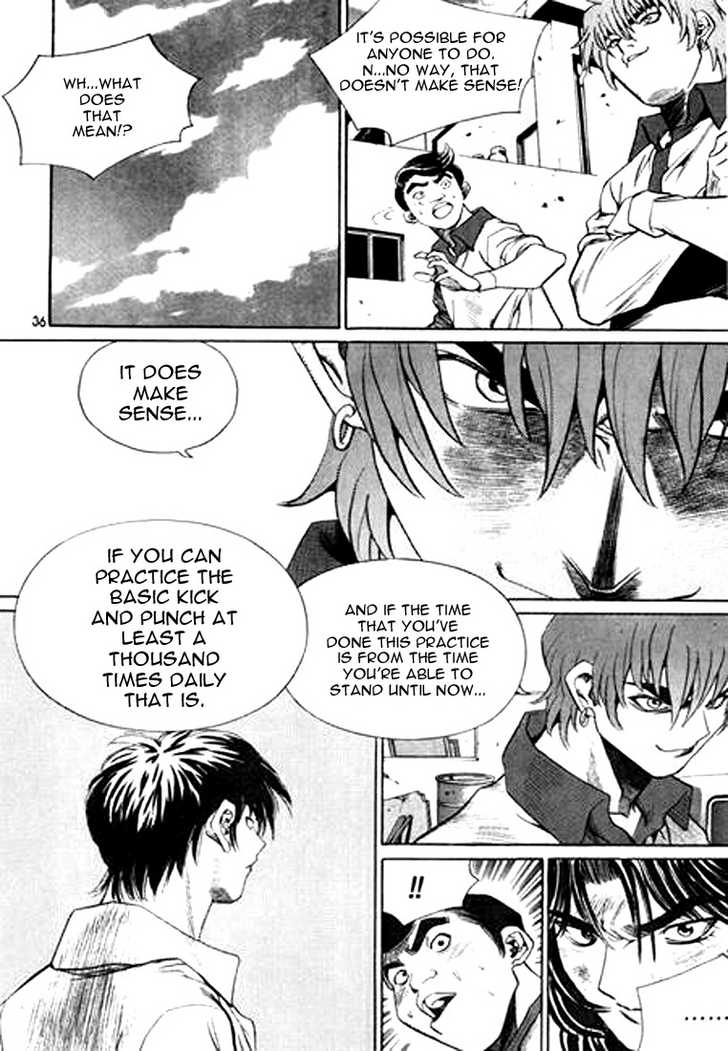 WH...WHAT
DOES
THAT
MEAN!?
IT'S POSSIBLE FOR
ANYONE TO DO.
N...NO WAY, THAT
DOESN'T MAKE SENSE!
36
IT DOES
MAKE
SENSE...
IF YOU CAN
PRACTICE THE
BASIC KICK
AND PUNCH AT
LEAST A
THOUSAND
TIMES DAILY
THAT IS.
AND IF THE TIME
THAT YOU'VE
DONE THIS PRACTICE
IS FROM THE TIME
YOU'RE ABLE TO
STAND UNTIL NOW...
!!
......